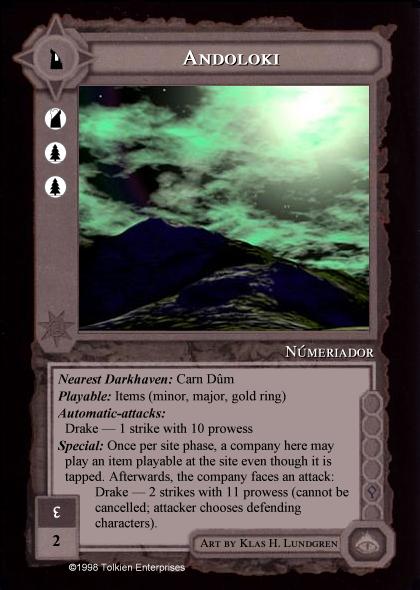 ANDOLOKI
NÚMERIADOR
Nearest Darkhaven: Carn Dûm
Playable: Items (minor, major, gold ring)
Automatic-attacks:
Drake — 1 strike with 10 prowess
Special: Once per site phase, a company here may
play an item playable at the site even though it is
tapped. Afterwards, the company faces an attack:
Drake — 2 strikes with 11 prowess (cannot be
cancelled; attacker chooses defending
characters).
2
ART BY KLAS H. LUNDGREN
©1998 Tolkien Enterprises